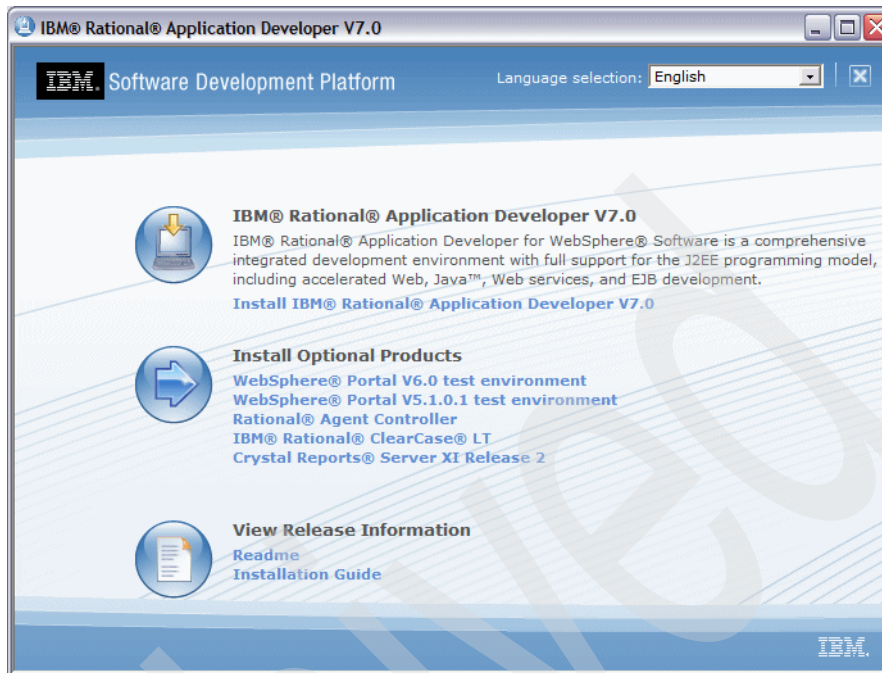 IBM® Rational® Application Developer V7.0
IBM. Software Development Platform
Language selection: English
IBM® Rational® Application Developer V7.0
IBM® Rational® Application Developer for WebSphere® Software is a comprehensive
integrated development environment with full support for the J2EE programming model,
including accelerated Web, Java™, Web services, and EJB development.
Install IBM® Rational® Application Developer V7.0
Install Optional Products
WebSphere® Portal V6.0 test environment
WebSphere® Portal V5.1.0.1 test environment
Rational® Agent Controller
IBM® Rational® ClearCase® LT
Crystal Reports® Server XI Release 2
View Release Information
Readme
Installation Guide
IBM.